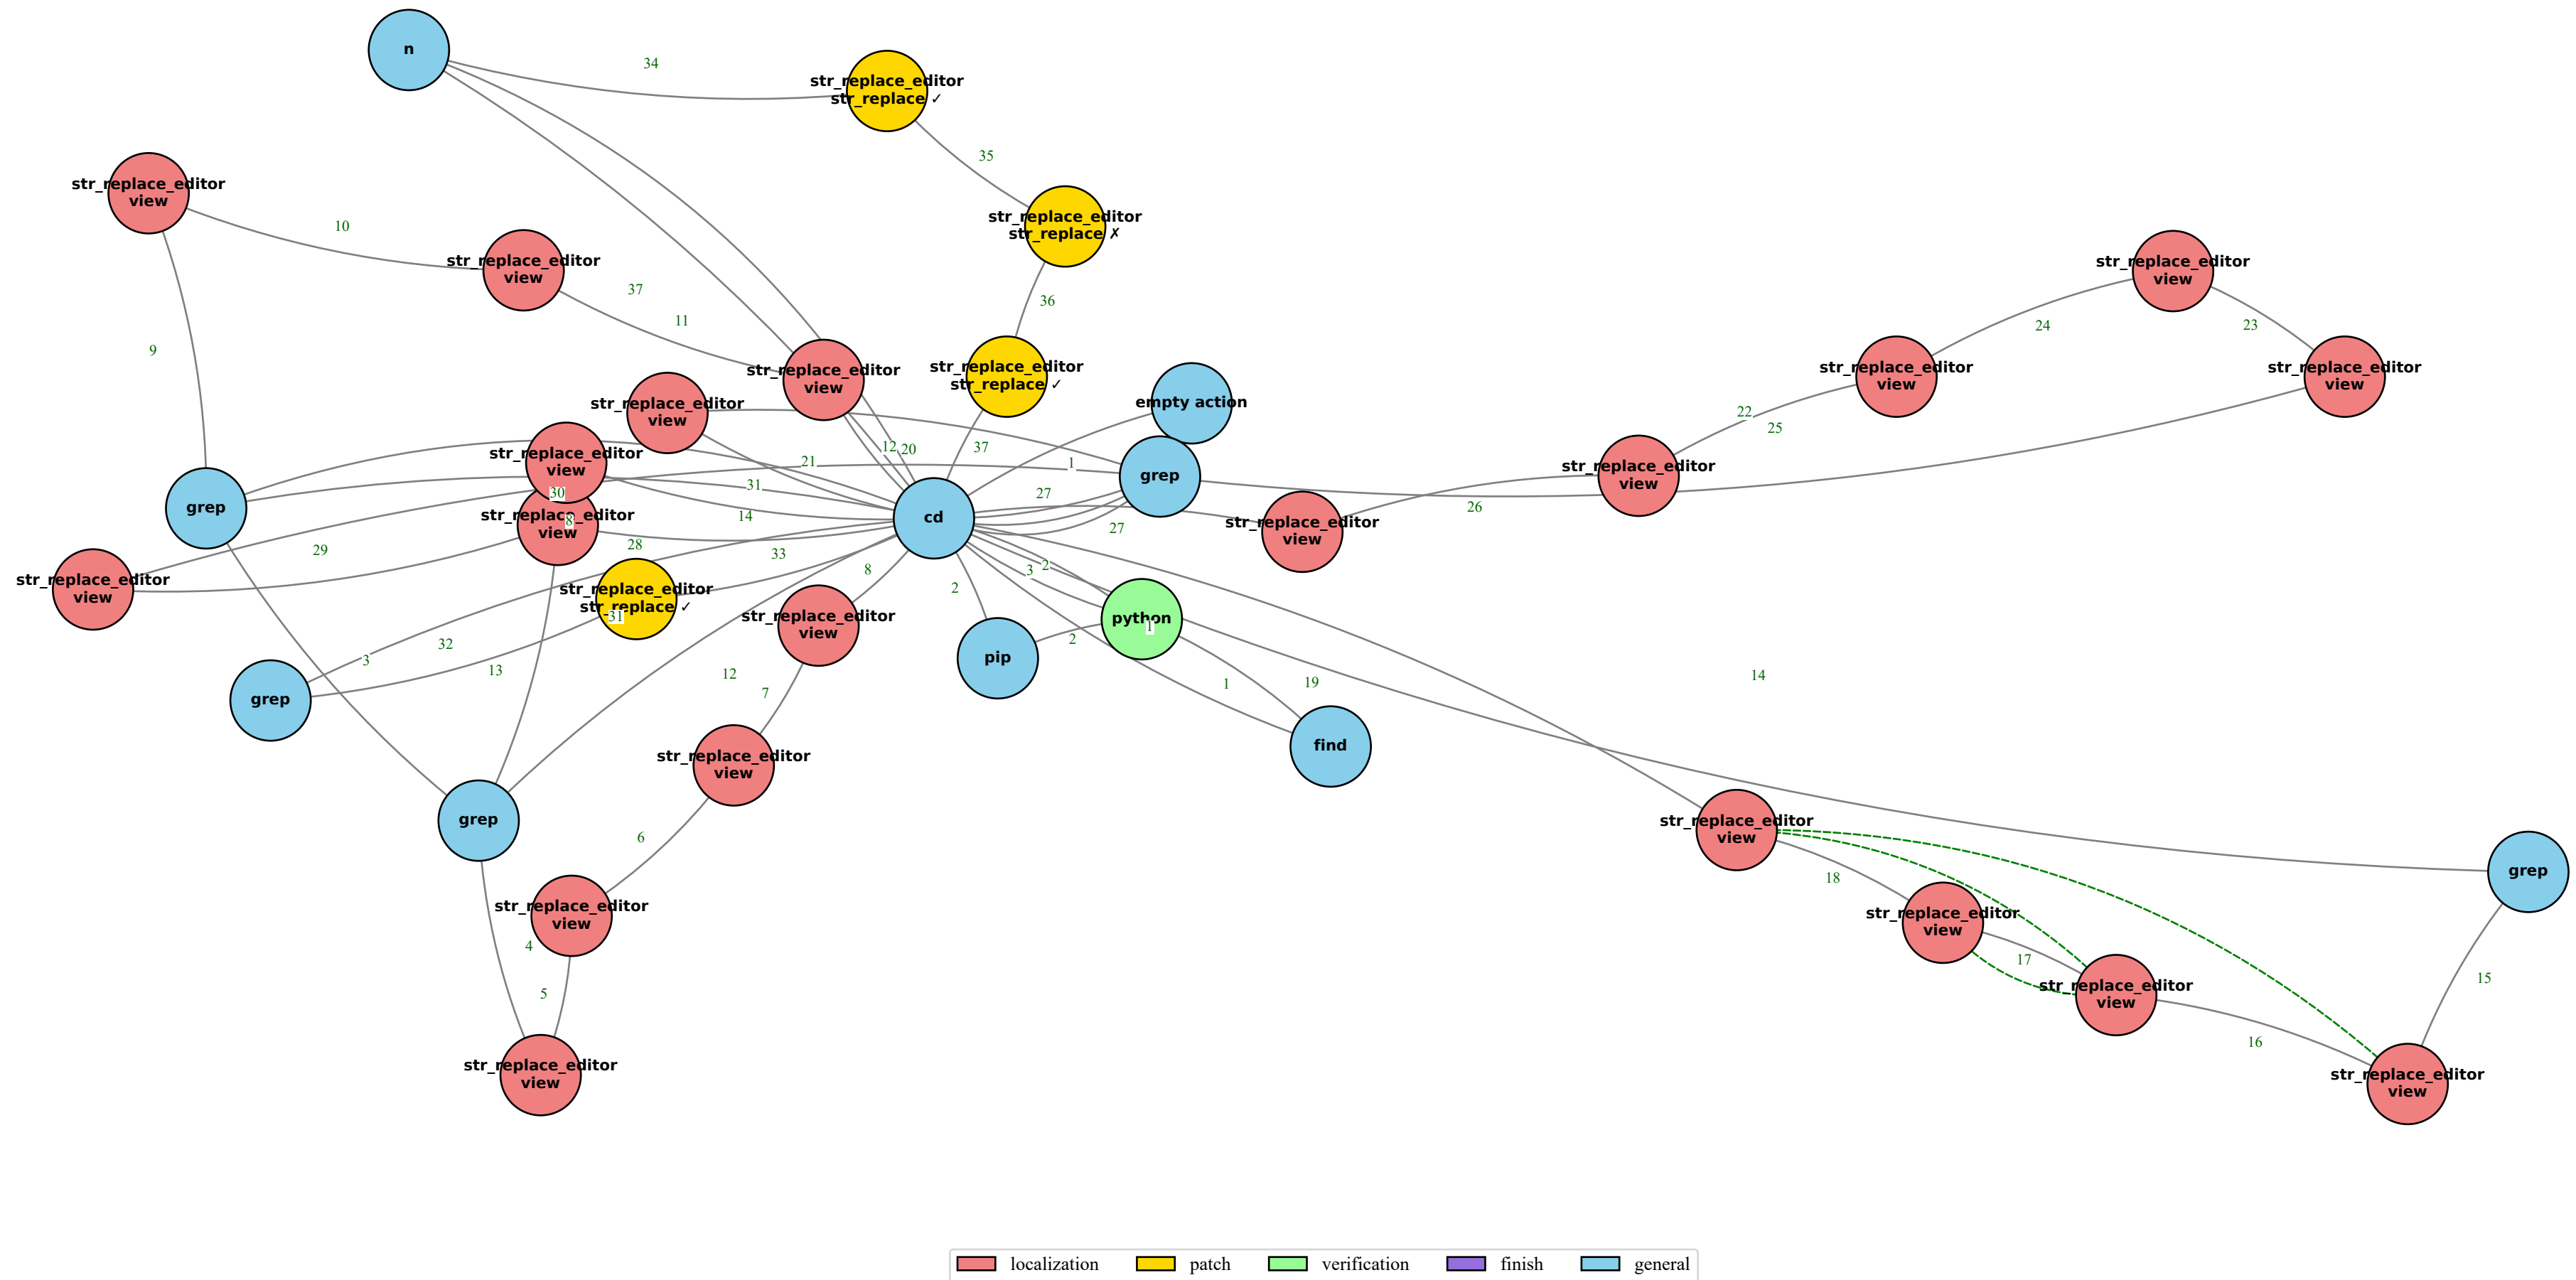 n
34
str_replace_editor
str_replace ✓
35
str_replace_editor
view
10
str_replace_editor
str_replace ✗
str_replace_editor
view
37
36
11
9
str_replace_editor
view
24
23
str_replace_editor
view
str_replace_editor
view
str_replace_editor
str_replace ✓
str_replace_editor
view
str_replace_editor
view
str_replace_editor
view
empty action
22
25
12
20
37
21
1
str_replace_editor
view
grep
str_replace_editor
view
31
30
27
grep
14
8
str_replace_editor
view
cd
26
str_replace_editor
view
27
29
28
33
8
3
2
str_replace_editor
view
str_replace_editor
str_replace ✓
31
2
str_replace_editor
view
python
1
2
32
3
13
12
7
pip
1
19
14
grep
str_replace_editor
view
find
grep
6
str_replace_editor
view
18
grep
str_replace_editor
view
4
str_replace_editor
view
17
15
5
str_replace_editor
view
16
str_replace_editor
view
str_replace_editor
view
localization
patch
verification
finish
general